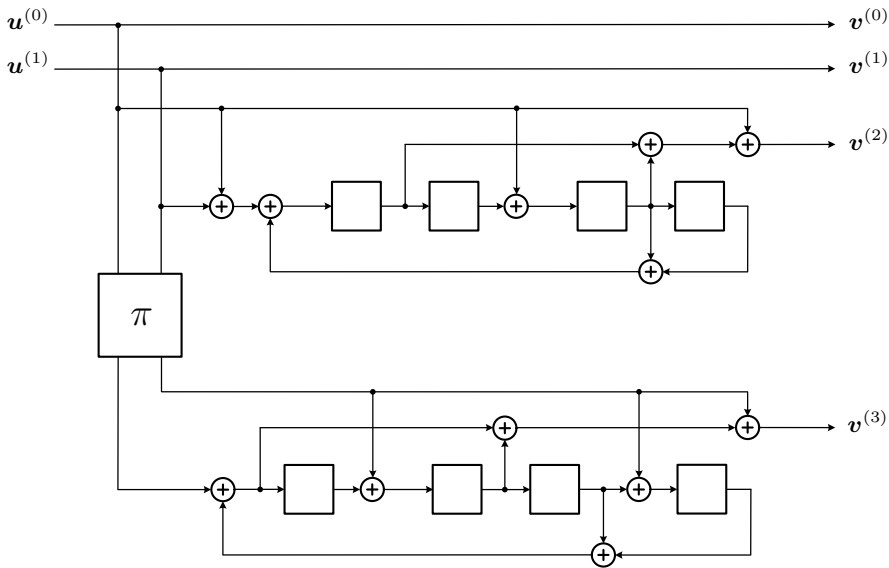 u(0) v(0)
u(1) v(1)
v(2)
π
v(3)